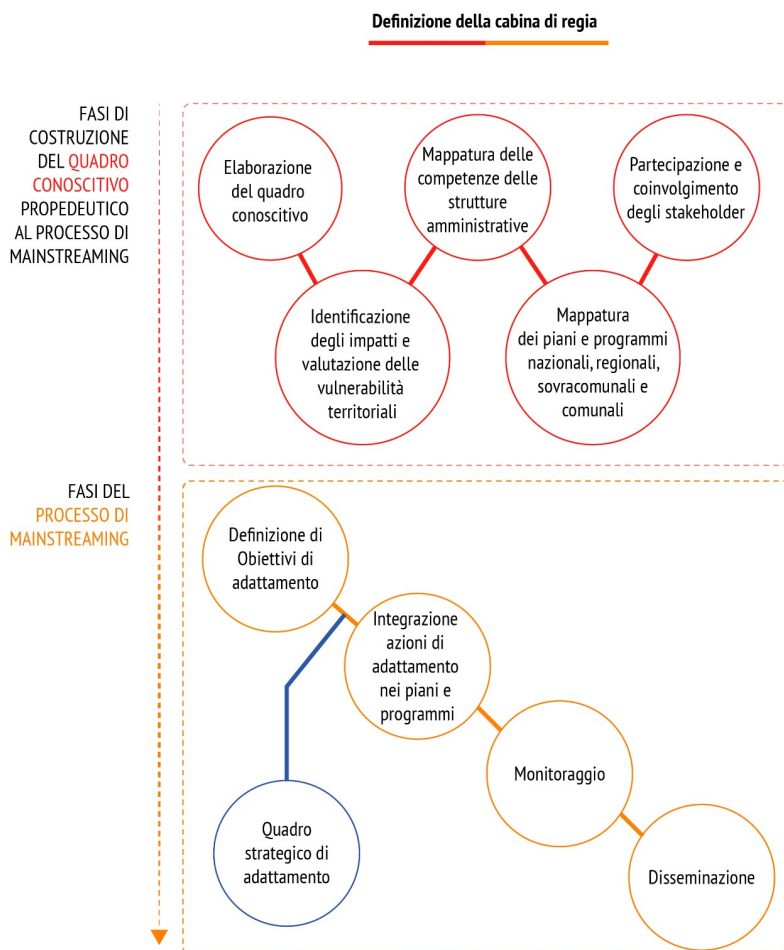 Definizione della cabina di regia
FASI DI
COSTRUZIONE
DEL QUADRO
CONOSCITIVO
PROPEDEUTICO
AL PROCESSO DI
MAINSTREAMING
Elaborazione
del quadro
conoscitivo
Identificazione
degli impatti e
valutazione delle
vulnerabilità
territoriali
Mappatura delle
competenze delle
strutture
amministrative
Mappatura
dei piani e programmi
nazionali, regionali,
sovracomunali e
comunali
Partecipazione e
coinvolgimento
degli stakeholder
FASI DEL
PROCESSO DI
MAINSTREAMING
Definizione di
Obiettivi di
adattamento
Integrazione
azioni di
adattamento
nei piani e
programmi
Monitoraggio
Disseminazione
Quadro
strategico di
adattamento